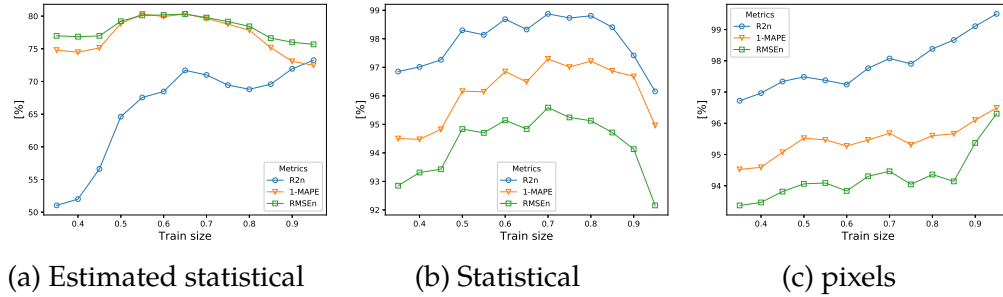 80
75
70
65
60
55
50
[%]
0.4
0.5
0.6
0.7
0.8
0.9
Train size
Metrics
R2n
1-MAPE
RMSEn
99
98
97
96
95
94
93
92
[%]
0.4
0.5
0.6
0.7
0.8
0.9
Train size
Metrics
R2n
1-MAPE
RMSEn
99
98
97
96
95
94
[%]
0.4
0.5
0.6
0.7
0.8
0.9
Train size
Metrics
R2n
1-MAPE
RMSEn
(a) Estimated statistical
(b) Statistical
(c) pixels